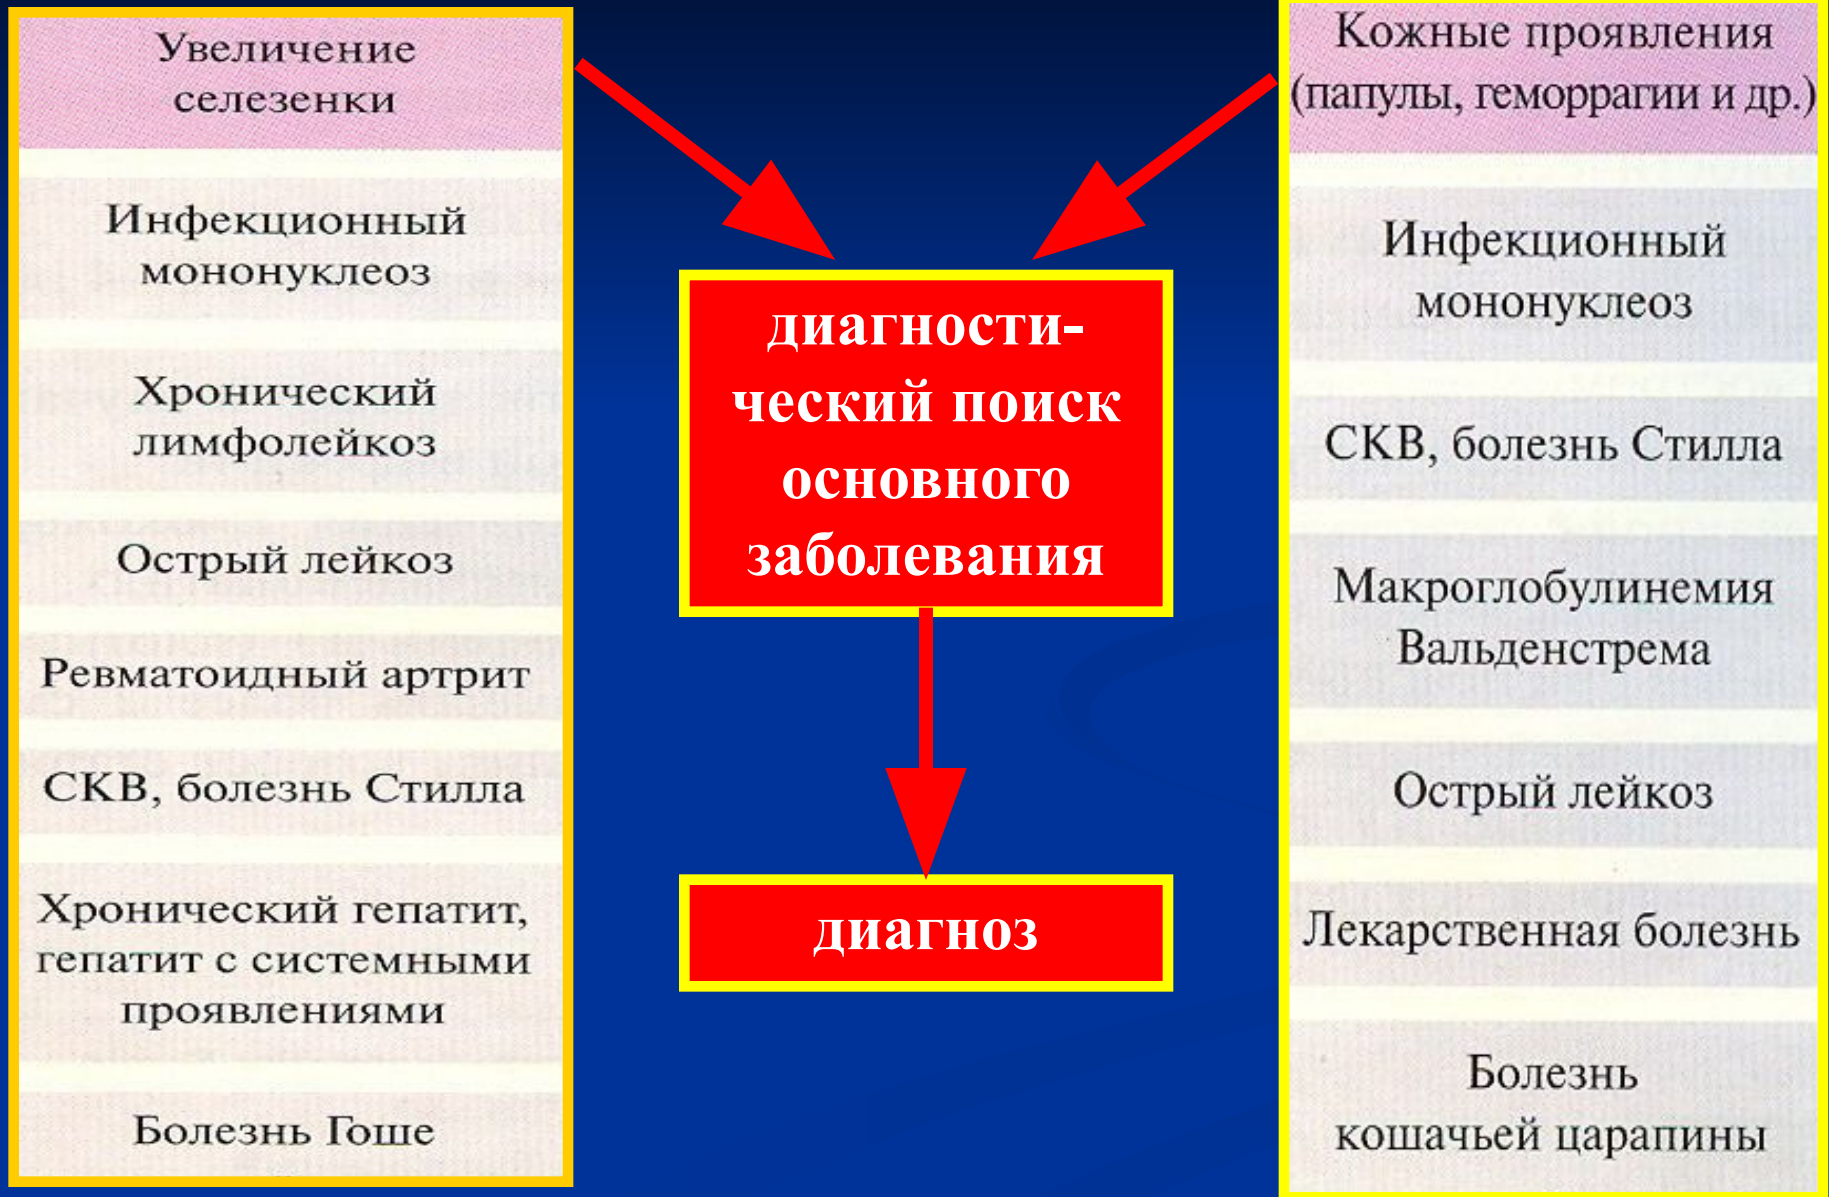 Увеличение
селезенки
Инфекционный
мононуклеоз
Хронический
лимфолейкоз
Острый лейкоз
Ревматоидный артрит
СКВ, болезнь Стилла
Хронический гепатит,
гепатит с системными
проявлениями
Болезнь Гоше
диагности-
ческий поиск
основного
заболевания
диагноз
Кожные проявления
(папулы, геморрагии и др.)
Инфекционный
мононуклеоз
СКВ, болезнь Стилла
Макроглобулинемия
Вальденстрема
Острый лейкоз
Лекарственная болезнь
Болезнь
кошачьей царапины